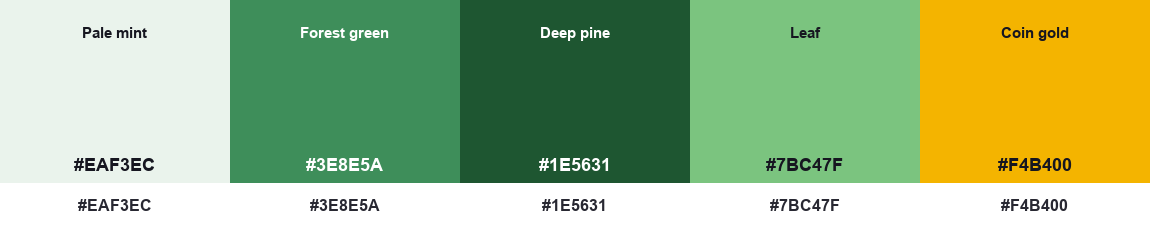 Pale mint
Forest green
Deep pine
Leaf
Coin gold
#EAF3EC
#3E8E5A
#1E5631
#7BC47F
#F4B400
#EAF3EC
#3E8E5A
#1E5631
#7BC47F
#F4B400